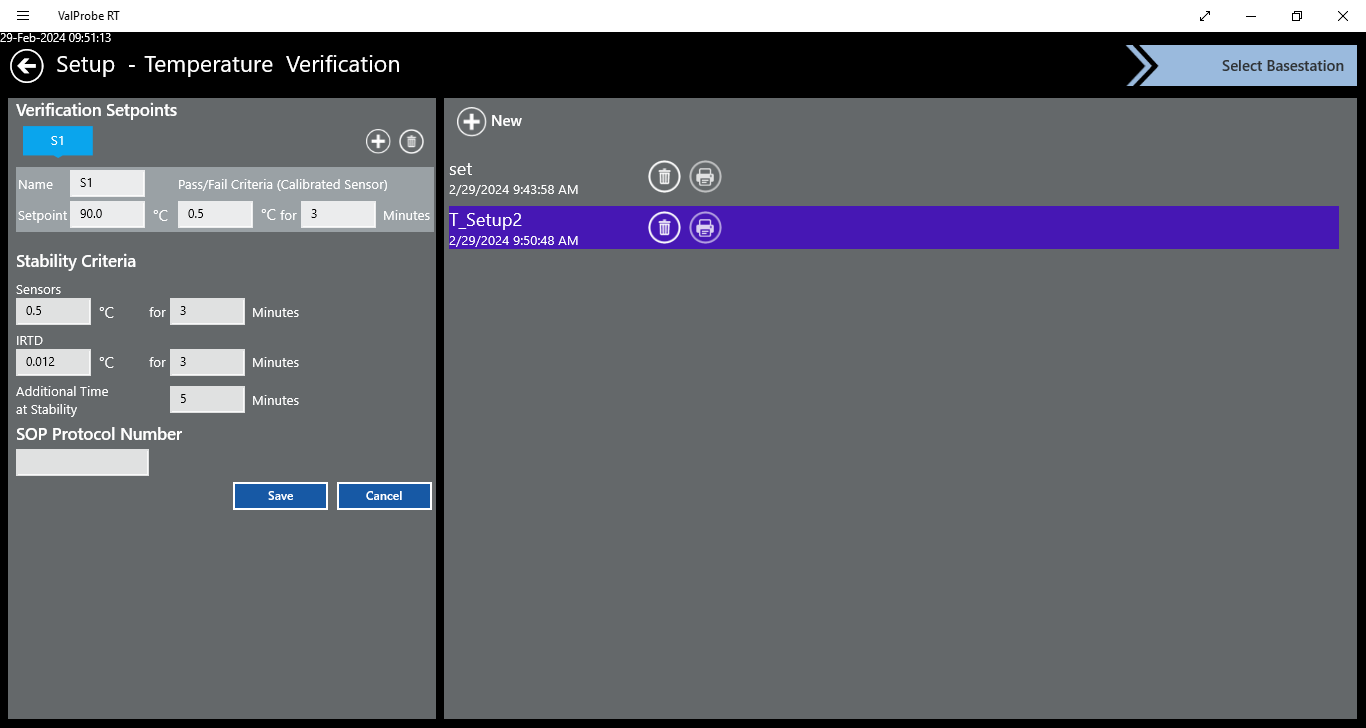 ValProbe RT
29-Feb-2024 09:51:13
Setup - Temperature Verification
Select Basestation
Verification Setpoints
S1
Name S1 Pass/Fail Criteria (Calibrated Sensor)
Setpoint 90.0 °C 0.5 °C for 3 Minutes
Stability Criteria
Sensors
0.5 °C for 3 Minutes
IRTD
0.012 °C for 3 Minutes
Additional Time
at Stability 5 Minutes
SOP Protocol Number
Save Cancel
New
set
2/29/2024 9:43:58 AM
T_Setup2
2/29/2024 9:50:48 AM